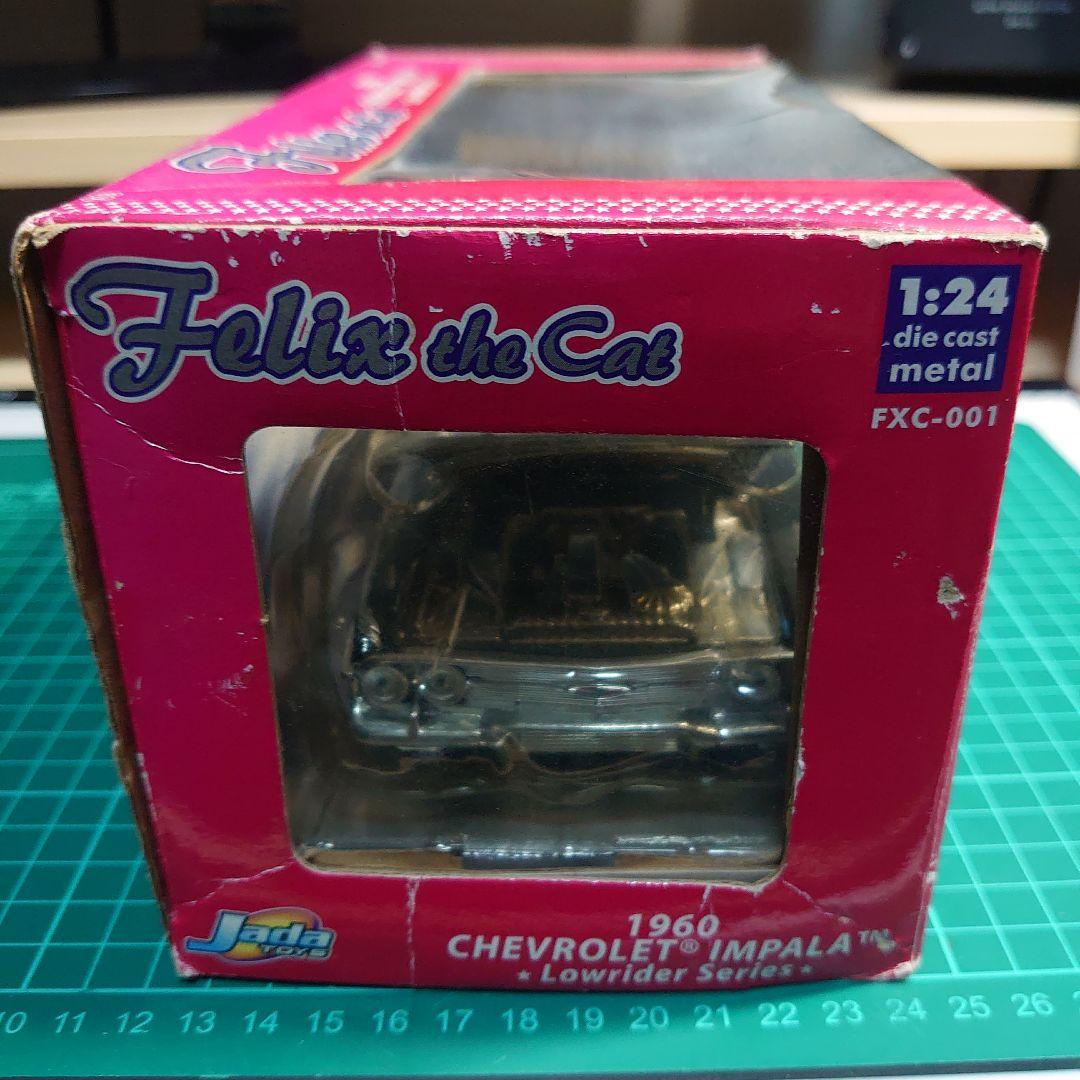 Felix the Cat
1:24
die cast
metal
FXC-001
Jada
TOYS
1960
CHEVROLET® IMPALA™
★ Lowrider Series ★
10 11 12 13 14 15 16 17 18 19 20 21 22 23 24 25 26